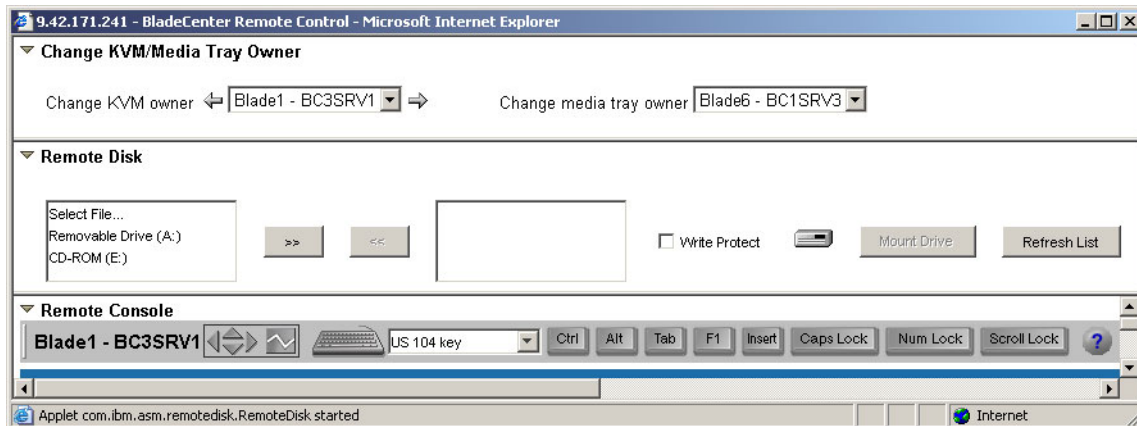 9.42.171.241 - BladeCenter Remote Control - Microsoft Internet Explorer
Change KVM/Media Tray Owner
Change KVM owner Blade1 - BC3SRV1 Change media tray owner Blade6 - BC1SRV3
Remote Disk
Select File...
Removable Drive (A:)
CD-ROM (E:)
>> << Write Protect Mount Drive Refresh List
Remote Console
Blade1 - BC3SRV1 US 104 key Ctrl Alt Tab F1 Insert Caps Lock Num Lock Scroll Lock ?
Applet com.ibm.asm.remotedisk.RemoteDisk started Internet